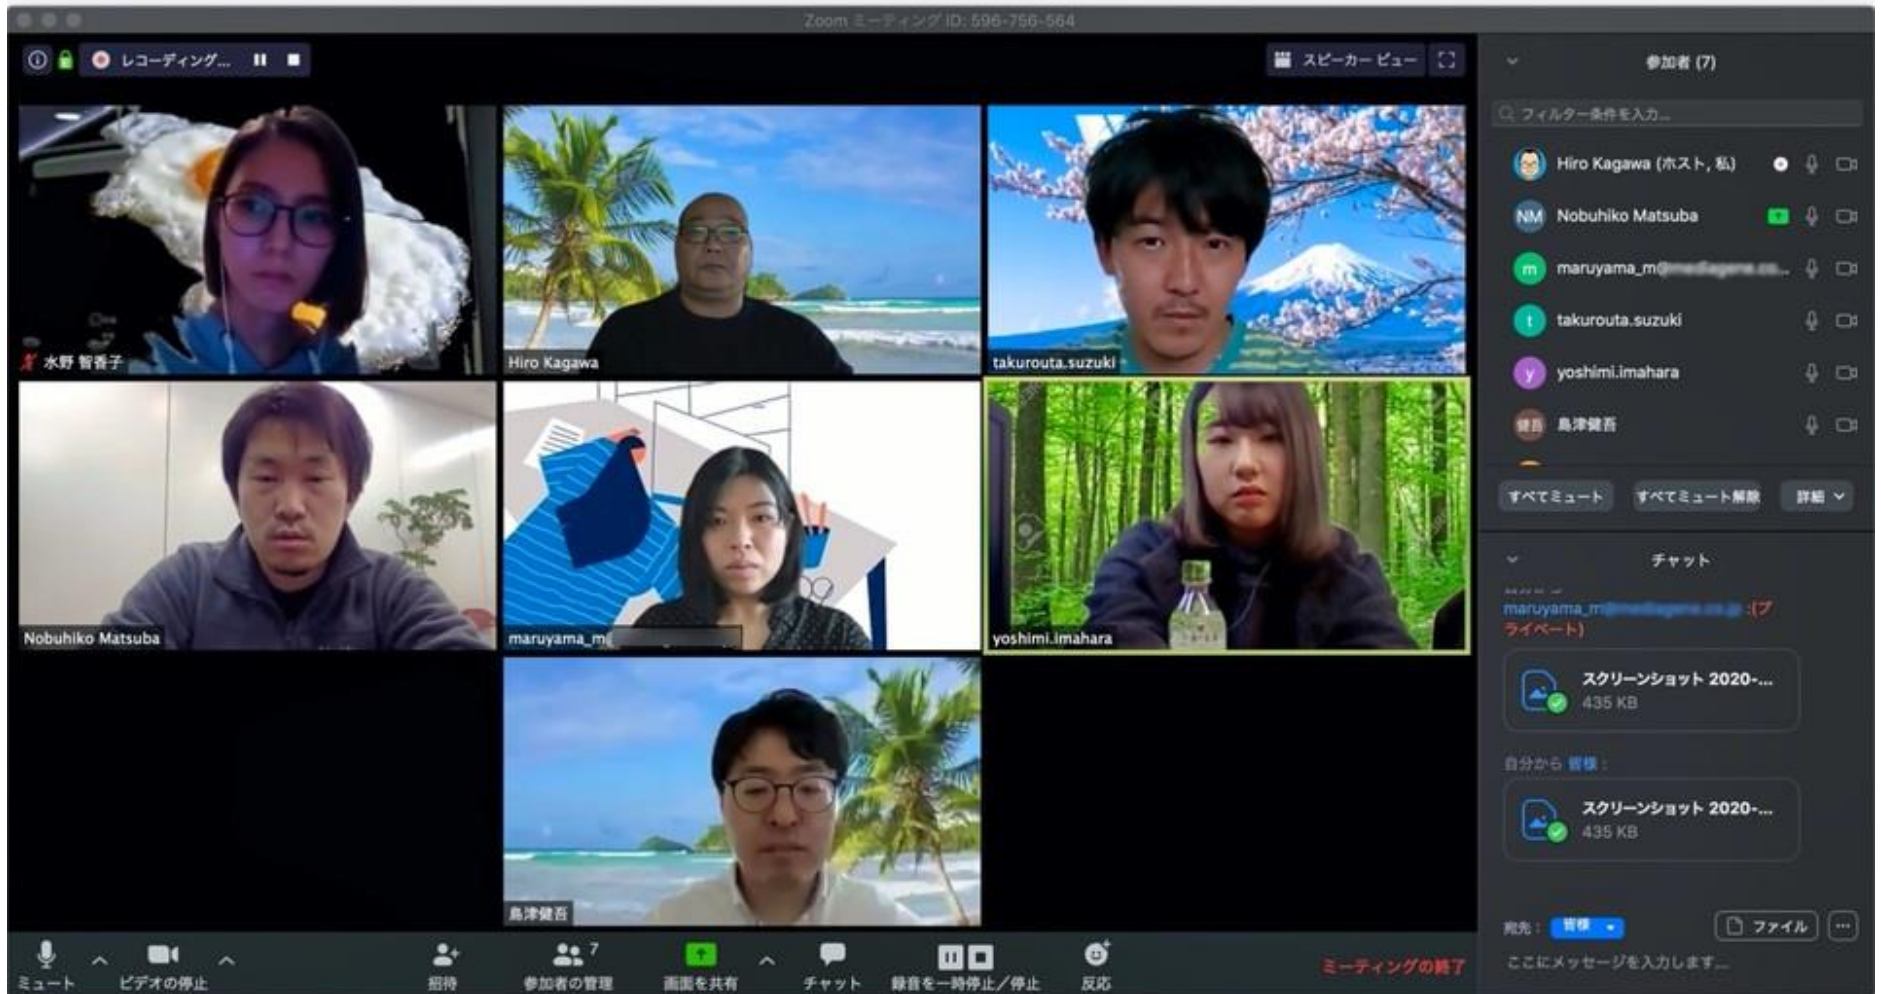 Zoom ミーティング ID: 596-756-564
レコーディング...
スピーカー ビュー
水野 智香子
Hiro Kagawa
takurouta.suzuki
Nobuhiko Matsuba
maruyama_m
yoshimi.imahara
島津健吾
参加者 (7)
フィルター条件を入力...
Hiro Kagawa (ホスト, 私)
NM Nobuhiko Matsuba
m maruyama_m@
t takurouta.suzuki
y yoshimi.imahara
健吾 島津健吾
すべてミュート すべてミュート解除 詳細
チャット
maruyama_m :(プ
ライベート)
スクリーンショット 2020-...
435 KB
自分から 皆様 :
スクリーンショット 2020-...
435 KB
宛先: 皆様 ファイル
ここにメッセージを入力します...
ミュート ビデオの停止 招待 参加者の管理 7 画面を共有 チャット 録音を一時停止/停止 反応 ミーティングの終了